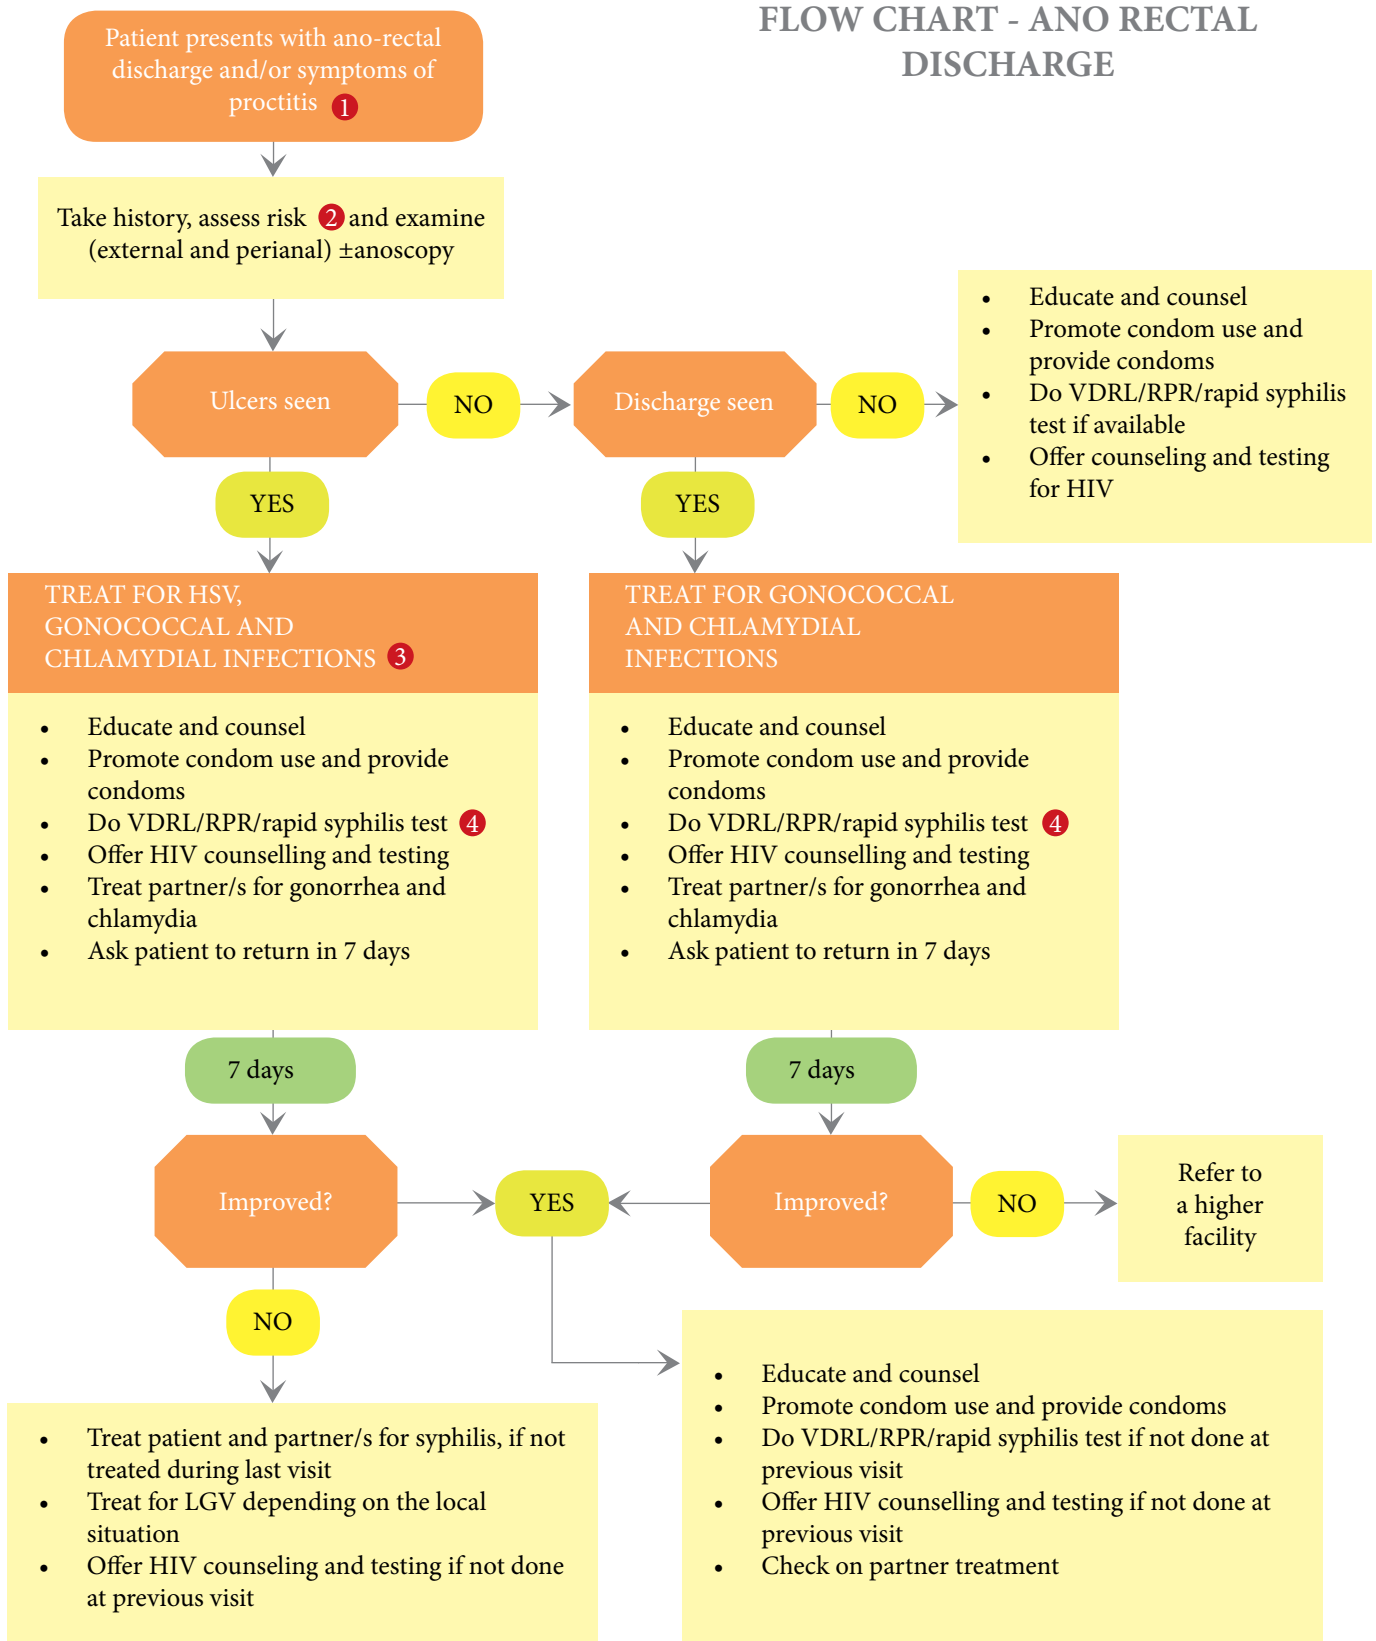 FLOW CHART - ANO RECTAL
DISCHARGE
Patient presents with ano-rectal
discharge and/or symptoms of
proctitis 1
Take history, assess risk 2 and examine
(external and perianal) ±anoscopy
Ulcers seen
NO
Discharge seen
NO
• Educate and counsel
• Promote condom use and
provide condoms
• Do VDRL/RPR/rapid syphilis
test if available
• Offer counseling and testing
for HIV
YES
YES
TREAT FOR HSV,
GONOCOCCAL AND
CHLAMYDIAL INFECTIONS 3
• Educate and counsel
• Promote condom use and provide
condoms
• Do VDRL/RPR/rapid syphilis test 4
• Offer HIV counselling and testing
• Treat partner/s for gonorrhea and
chlamydia
• Ask patient to return in 7 days
TREAT FOR GONOCOCCAL
AND CHLAMYDIAL
INFECTIONS
• Educate and counsel
• Promote condom use and provide
condoms
• Do VDRL/RPR/rapid syphilis test 4
• Offer HIV counselling and testing
• Treat partner/s for gonorrhea and
chlamydia
• Ask patient to return in 7 days
7 days
7 days
Improved?
YES
Improved?
NO
Refer to
a higher
facility
NO
• Treat patient and partner/s for syphilis, if not
treated during last visit
• Treat for LGV depending on the local
situation
• Offer HIV counseling and testing if not done
at previous visit
• Educate and counsel
• Promote condom use and provide condoms
• Do VDRL/RPR/rapid syphilis test if not done at
previous visit
• Offer HIV counselling and testing if not done at
previous visit
• Check on partner treatment